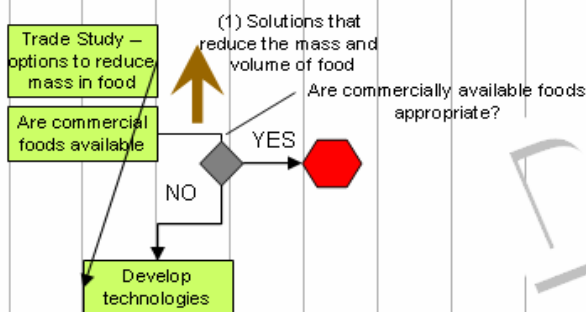 Trade Study –
options to reduce
mass in food
(1) Solutions that
reduce the mass and
volume of food
Are commercially available foods
appropriate?
Are commercial
foods available
YES
NO
Develop
technologies